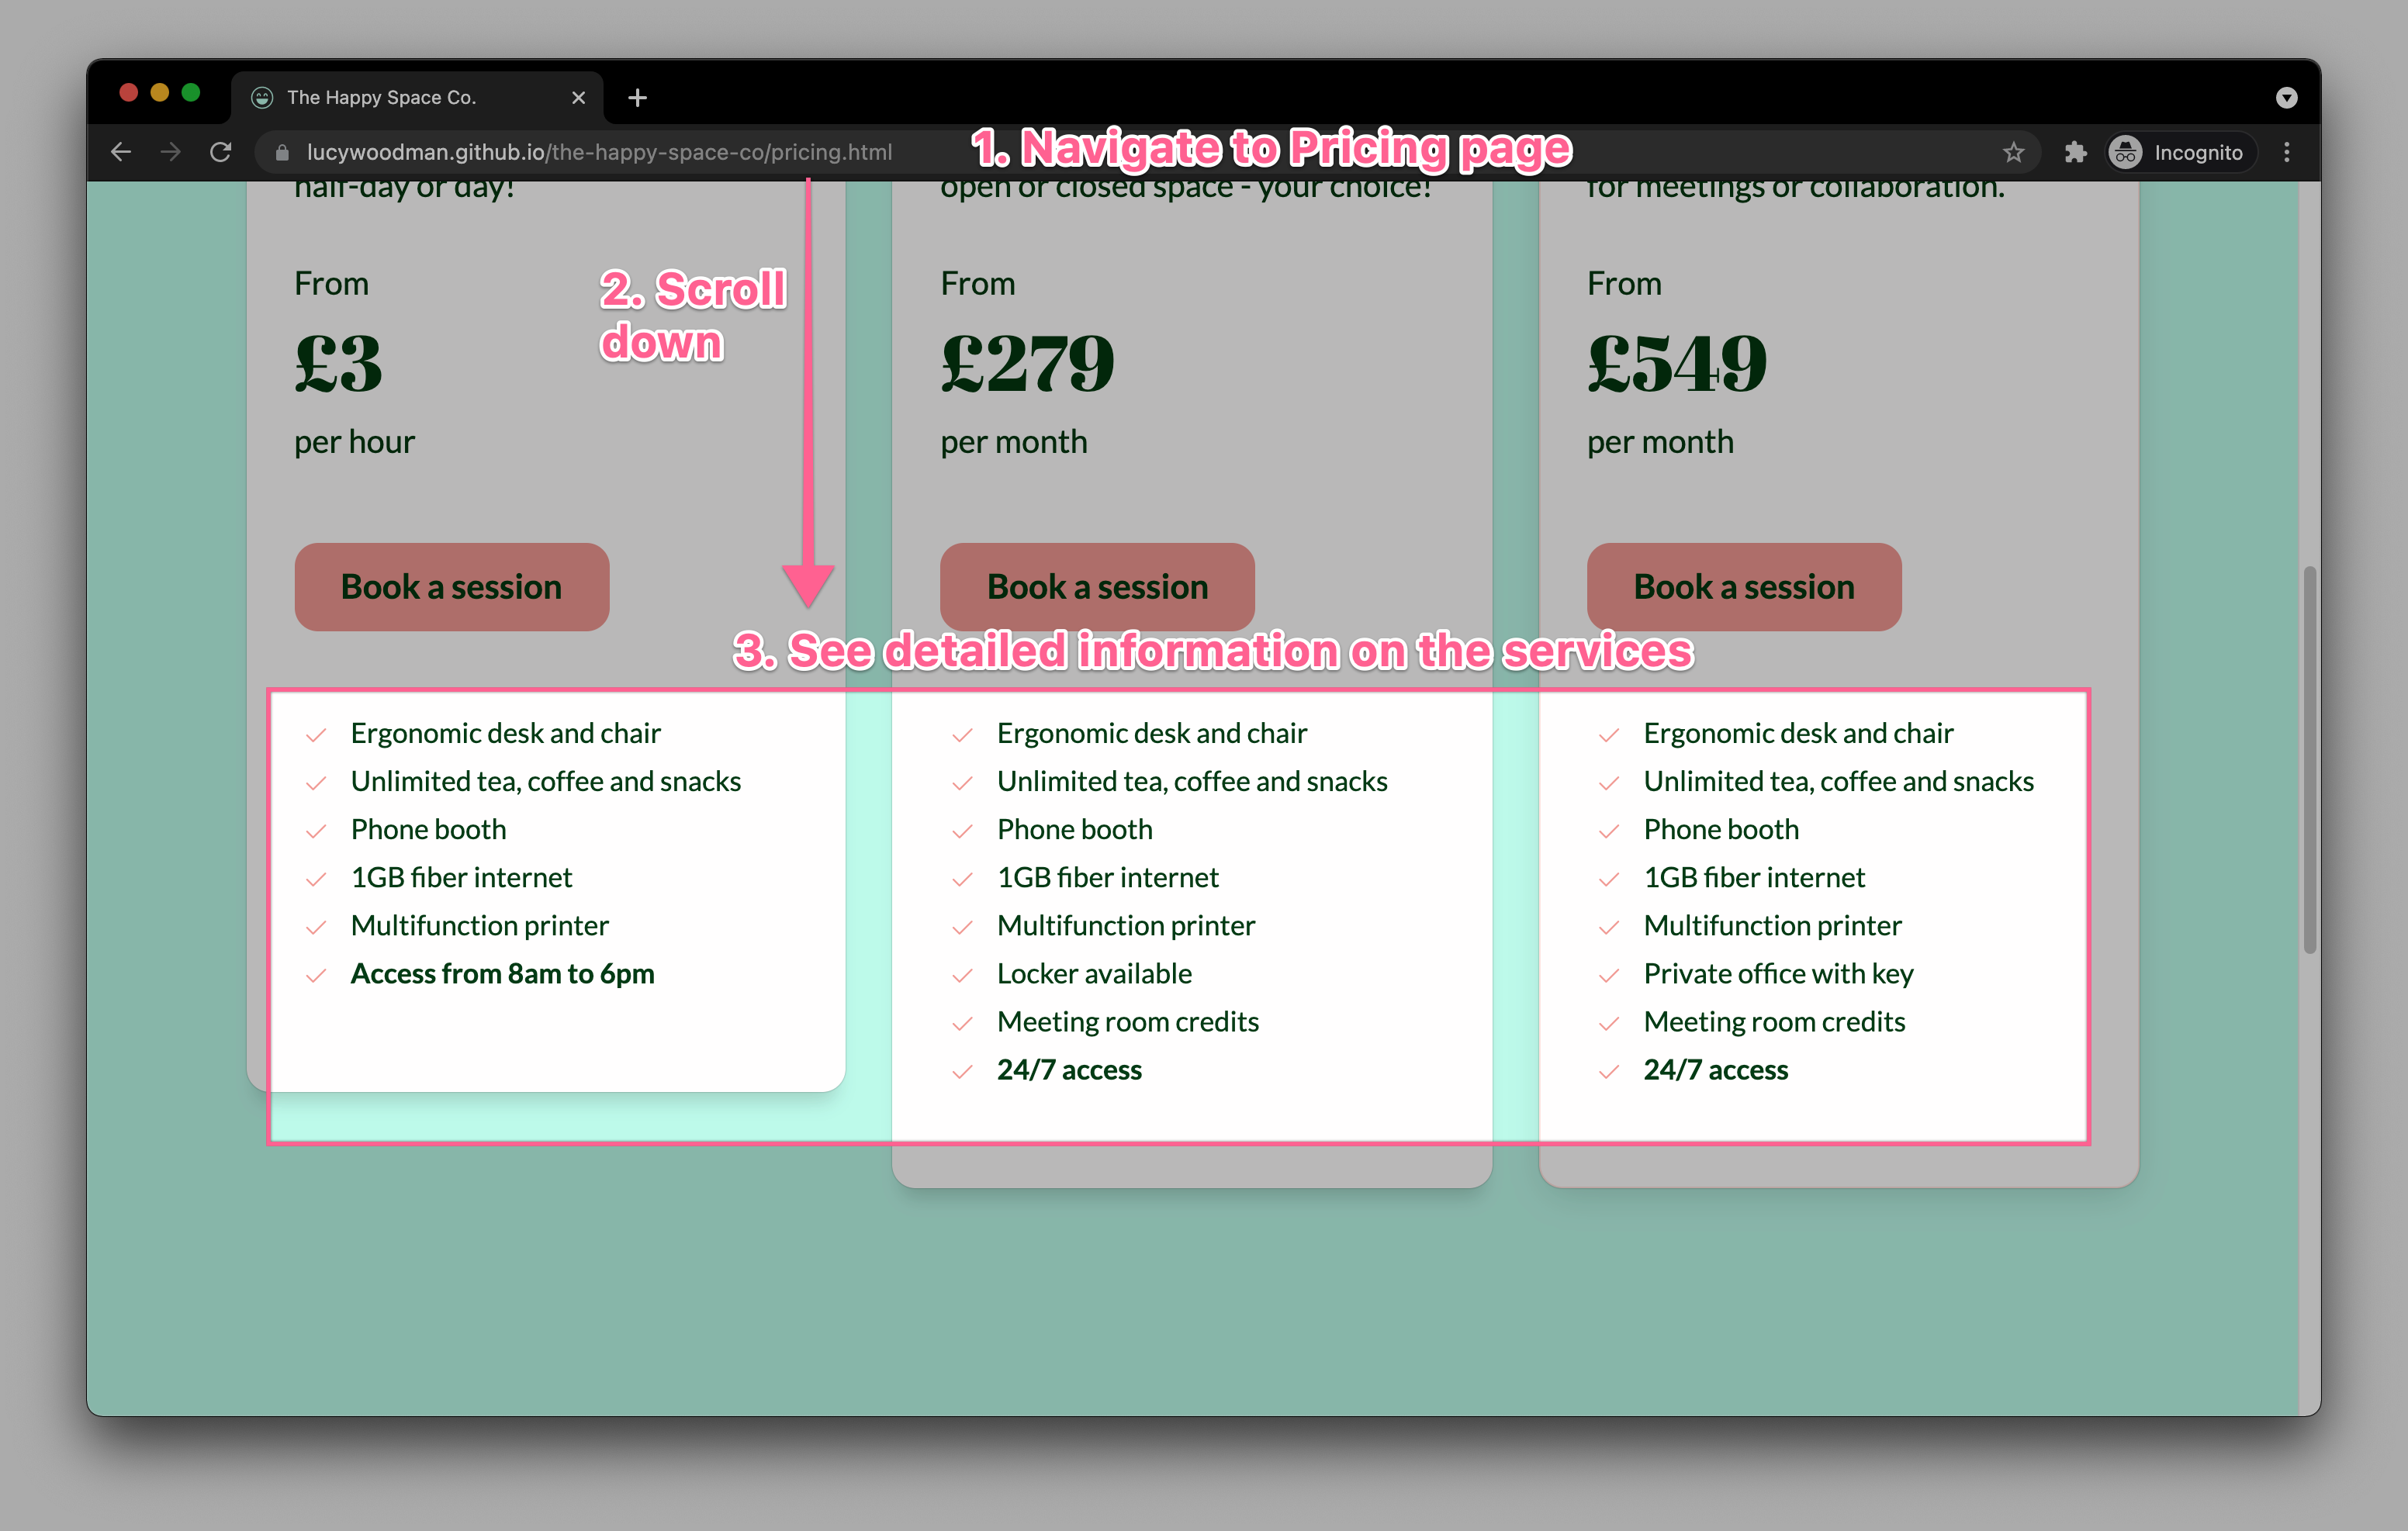 The Happy Space Co.
lucywoodman.github.io/the-happy-space-co/pricing.html
1. Navigate to Pricing page
Incognito
half-day or day!
open or closed space - your choice!
for meetings or collaboration.
2. Scroll
down
From
£3
per hour
Book a session
From
£279
per month
Book a session
From
£549
per month
Book a session
3. See detailed information on the services
Ergonomic desk and chair
Unlimited tea, coffee and snacks
Phone booth
1GB fiber internet
Multifunction printer
Access from 8am to 6pm
Ergonomic desk and chair
Unlimited tea, coffee and snacks
Phone booth
1GB fiber internet
Multifunction printer
Locker available
Meeting room credits
24/7 access
Ergonomic desk and chair
Unlimited tea, coffee and snacks
Phone booth
1GB fiber internet
Multifunction printer
Private office with key
Meeting room credits
24/7 access